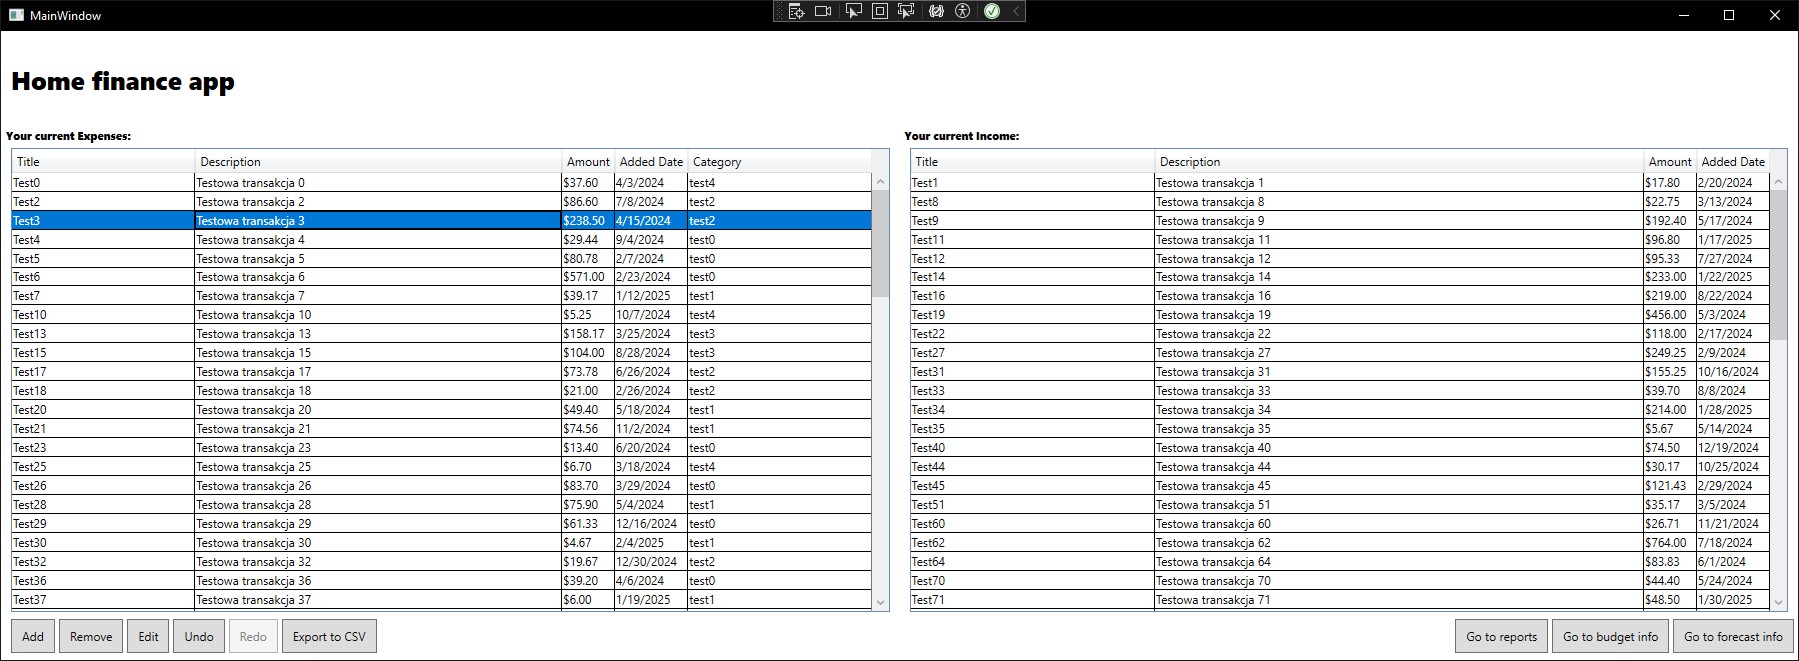 MainWindow
Home finance app
Your current Expenses:
Title Description Amount Added Date Category
Test0 Testowa transakcja 0 $37.60 4/3/2024 test4
Test2 Testowa transakcja 2 $86.60 7/8/2024 test2
Test3 Testowa transakcja 3 $238.50 4/15/2024 test2
Test4 Testowa transakcja 4 $29.44 9/4/2024 test0
Test5 Testowa transakcja 5 $80.78 2/7/2024 test0
Test6 Testowa transakcja 6 $571.00 2/23/2024 test0
Test7 Testowa transakcja 7 $39.17 1/12/2025 test1
Test10 Testowa transakcja 10 $5.25 10/7/2024 test4
Test13 Testowa transakcja 13 $158.17 3/25/2024 test3
Test15 Testowa transakcja 15 $104.00 8/28/2024 test3
Test17 Testowa transakcja 17 $73.78 6/26/2024 test2
Test18 Testowa transakcja 18 $21.00 2/26/2024 test2
Test20 Testowa transakcja 20 $49.40 5/18/2024 test1
Test21 Testowa transakcja 21 $74.56 11/2/2024 test1
Test23 Testowa transakcja 23 $13.40 6/20/2024 test0
Test25 Testowa transakcja 25 $6.70 3/18/2024 test4
Test26 Testowa transakcja 26 $83.70 3/29/2024 test0
Test28 Testowa transakcja 28 $75.90 5/4/2024 test1
Test29 Testowa transakcja 29 $61.33 12/16/2024 test0
Test30 Testowa transakcja 30 $4.67 2/4/2025 test1
Test32 Testowa transakcja 32 $19.67 12/30/2024 test2
Test36 Testowa transakcja 36 $39.20 4/6/2024 test0
Test37 Testowa transakcja 37 $6.00 1/19/2025 test1
Your current Income:
Title Description Amount Added Date
Test1 Testowa transakcja 1 $17.80 2/20/2024
Test8 Testowa transakcja 8 $22.75 3/13/2024
Test9 Testowa transakcja 9 $192.40 5/17/2024
Test11 Testowa transakcja 11 $96.80 1/17/2025
Test12 Testowa transakcja 12 $95.33 7/27/2024
Test14 Testowa transakcja 14 $233.00 1/22/2025
Test16 Testowa transakcja 16 $219.00 8/22/2024
Test19 Testowa transakcja 19 $456.00 5/3/2024
Test22 Testowa transakcja 22 $118.00 2/17/2024
Test27 Testowa transakcja 27 $249.25 2/9/2024
Test31 Testowa transakcja 31 $155.25 10/16/2024
Test33 Testowa transakcja 33 $39.70 8/8/2024
Test34 Testowa transakcja 34 $214.00 1/28/2025
Test35 Testowa transakcja 35 $5.67 5/14/2024
Test40 Testowa transakcja 40 $74.50 12/19/2024
Test44 Testowa transakcja 44 $30.17 10/25/2024
Test45 Testowa transakcja 45 $121.43 2/29/2024
Test51 Testowa transakcja 51 $35.17 3/5/2024
Test60 Testowa transakcja 60 $26.71 11/21/2024
Test62 Testowa transakcja 62 $764.00 7/18/2024
Test64 Testowa transakcja 64 $83.83 6/1/2024
Test70 Testowa transakcja 70 $44.40 5/24/2024
Test71 Testowa transakcja 71 $48.50 1/30/2025
Add Remove Edit Undo Redo Export to CSV
Go to reports Go to budget info Go to forecast info